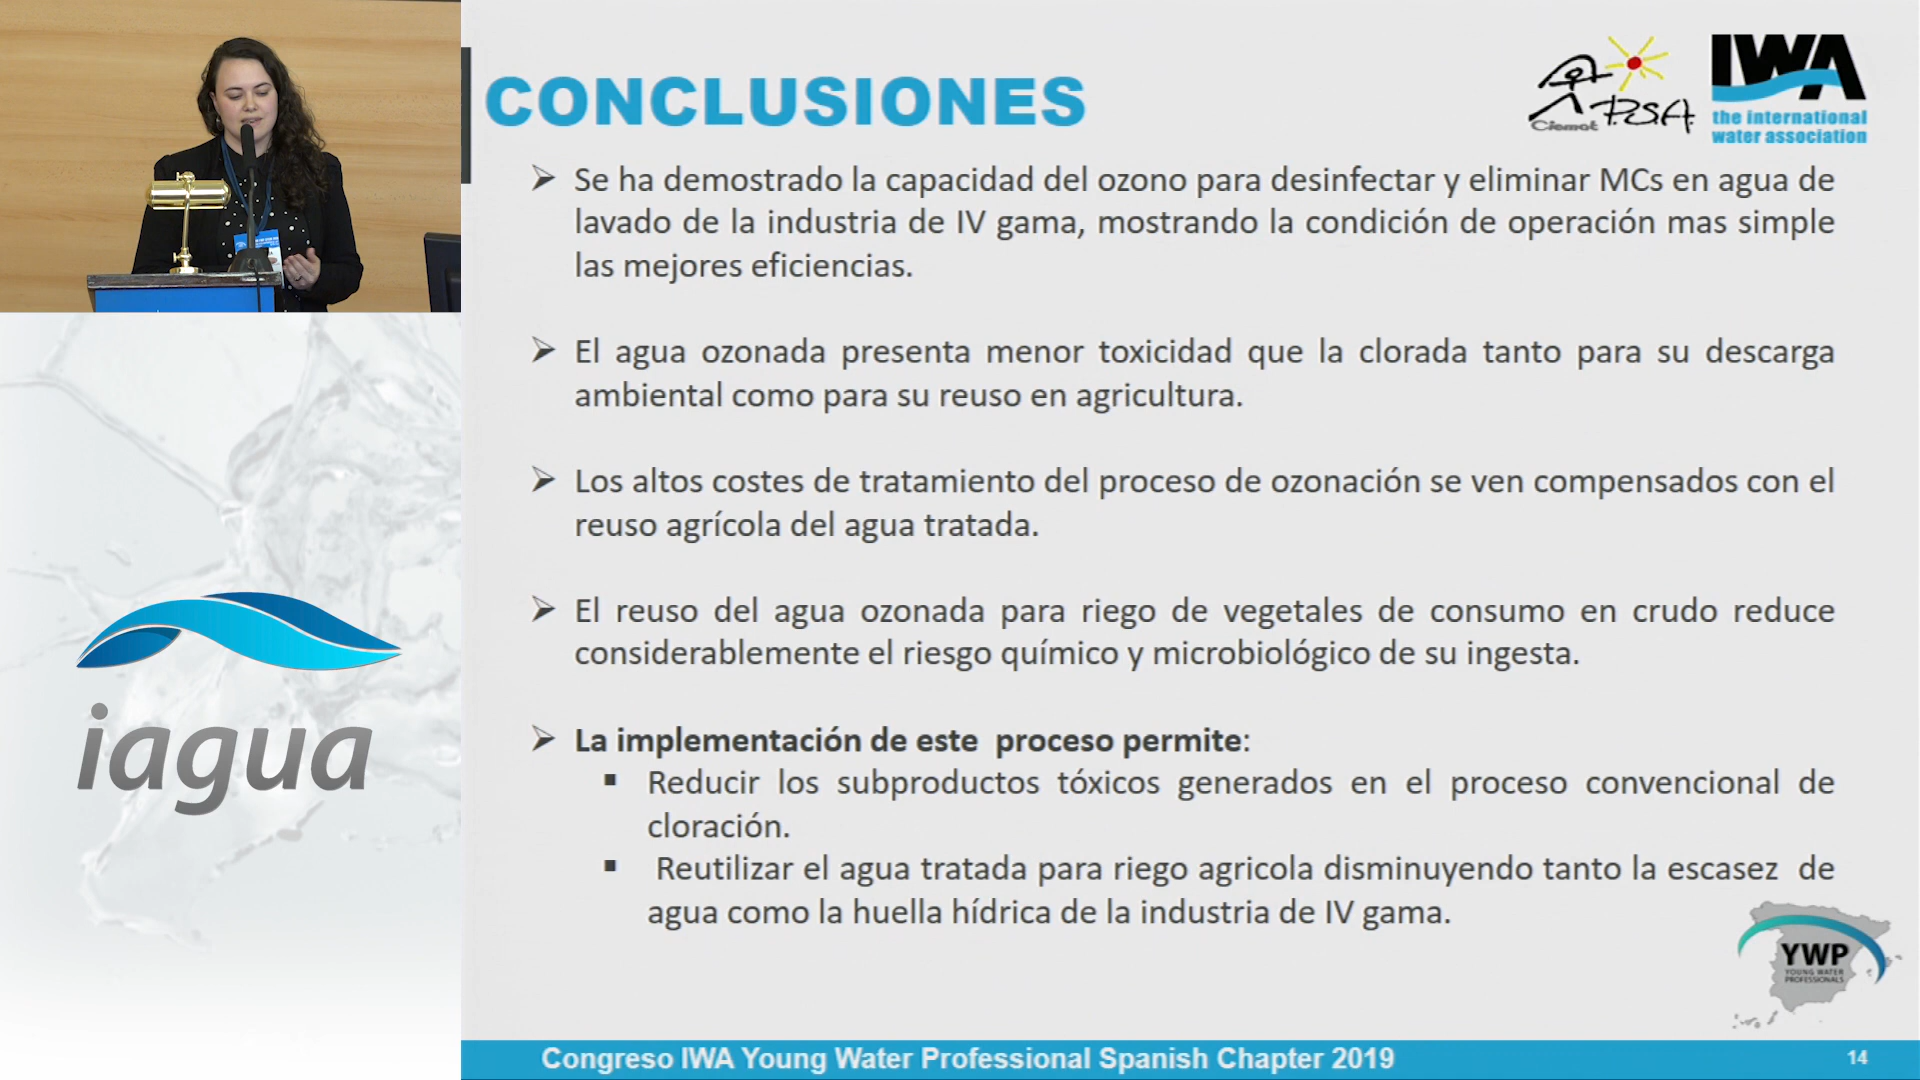 CONCLUSIONES
Ciemat
PSA
IWA
the international
water association
➤ Se ha demostrado la capacidad del ozono para desinfectar y eliminar MCs en agua de
lavado de la industria de IV gama, mostrando la condición de operación mas simple
las mejores eficiencias.
➤ El agua ozonada presenta menor toxicidad que la clorada tanto para su descarga
ambiental como para su reuso en agricultura.
➤ Los altos costes de tratamiento del proceso de ozonación se ven compensados con el
reuso agrícola del agua tratada.
➤ El reuso del agua ozonada para riego de vegetales de consumo en crudo reduce
considerablemente el riesgo químico y microbiológico de su ingesta.
➤ La implementación de este proceso permite:
▪ Reducir los subproductos tóxicos generados en el proceso convencional de
cloración.
▪ Reutilizar el agua tratada para riego agricola disminuyendo tanto la escasez de
agua como la huella hídrica de la industria de IV gama.
iagua
YWP
YOUNG WATER
PROFESSIONALS
Congreso IWA Young Water Professional Spanish Chapter 2019
14